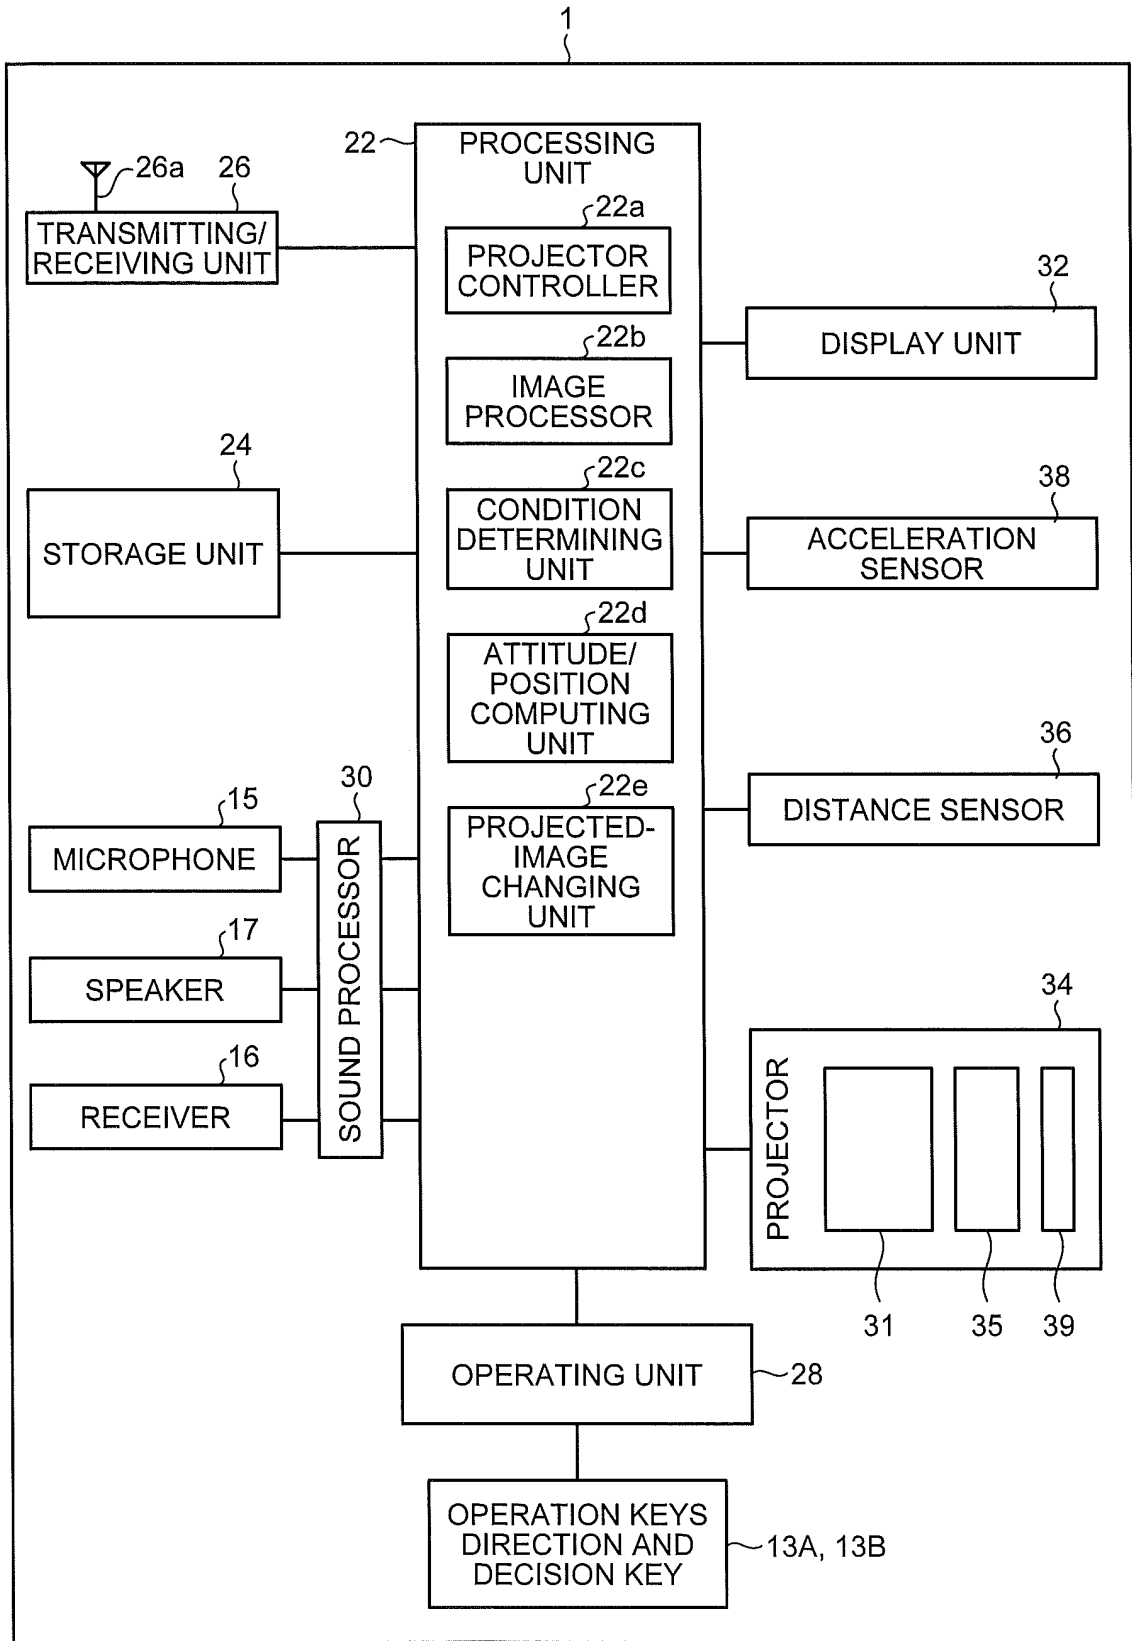 1
22
PROCESSING
UNIT
26a
26
TRANSMITTING/
RECEIVING UNIT
22a
PROJECTOR
CONTROLLER
32
DISPLAY UNIT
22b
IMAGE
PROCESSOR
24
STORAGE UNIT
22c
CONDITION
DETERMINING
UNIT
38
ACCELERATION
SENSOR
22d
ATTITUDE/
POSITION
COMPUTING
UNIT
36
DISTANCE SENSOR
15
MICROPHONE
30
SOUND PROCESSOR
22e
PROJECTED-
IMAGE
CHANGING
UNIT
17
SPEAKER
16
RECEIVER
34
PROJECTOR
31
35
39
OPERATING UNIT
28
OPERATION KEYS
DIRECTION AND
DECISION KEY
13A, 13B